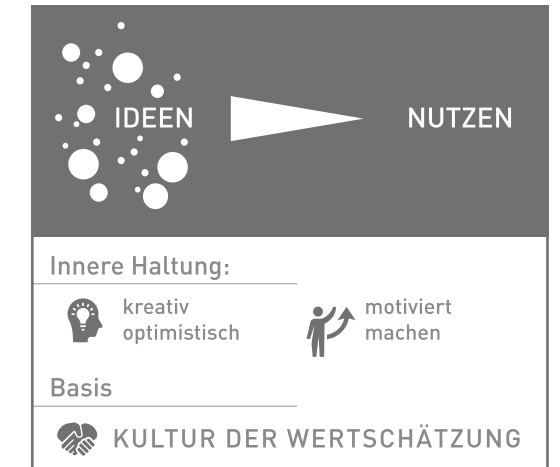 IDEEN NUTZEN
Innere Haltung:
kreativ
optimistisch
motiviert
machen
Basis
KULTUR DER WERTSCHÄTZUNG